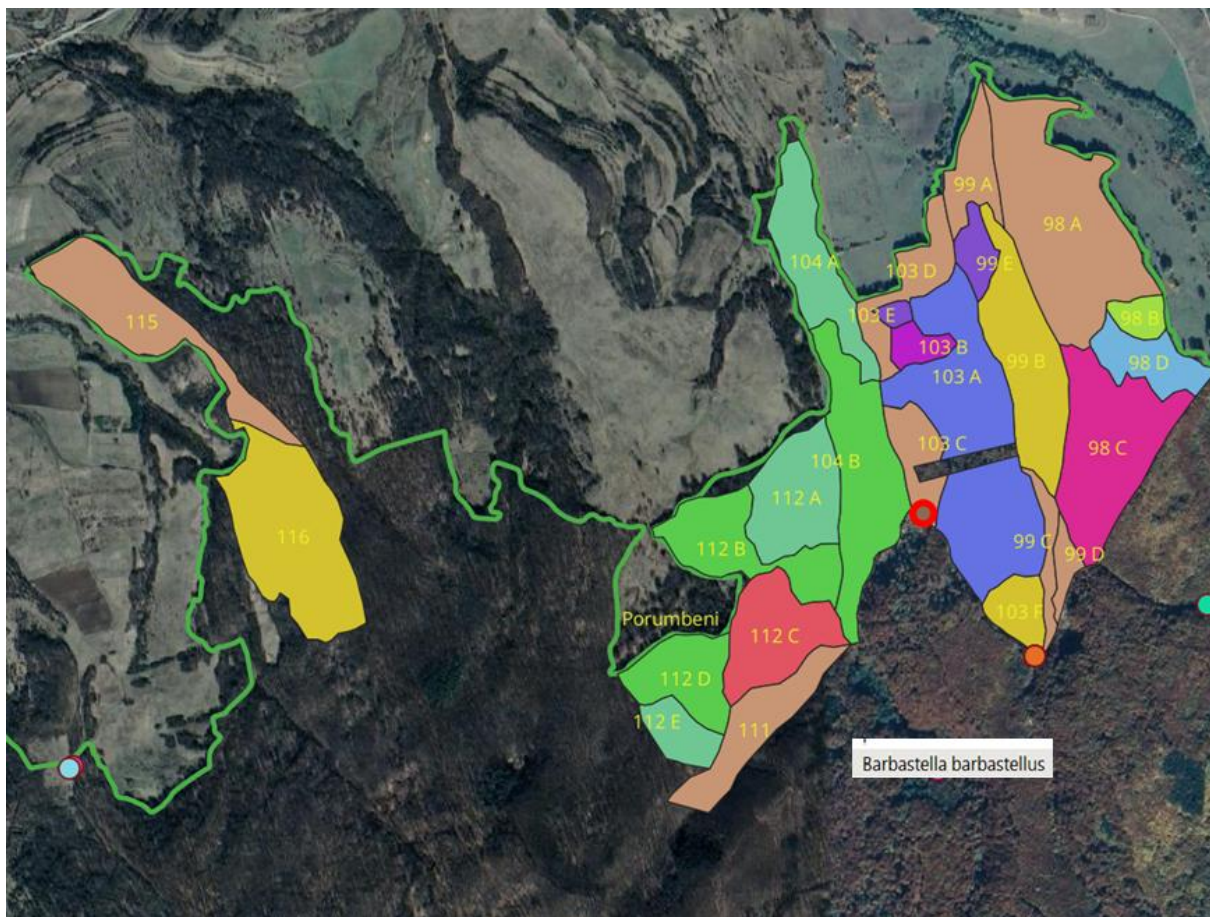 99 A
98 A
104 A
103 D
99 E
115
103 E
98 B
103 B
99 B
98 D
103 A
103 C
98 C
104 B
112 A
116
99 C
112 B
99 D
103 F
Porumbeni
112 C
112 D
112 E
111
Barbastella barbastellus